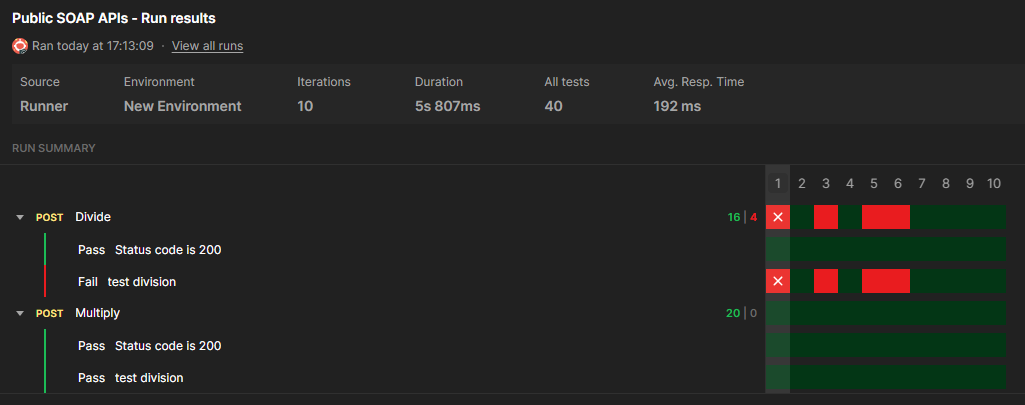 Public SOAP APIs - Run results
Ran today at 17:13:09 · View all runs
Source Environment Iterations Duration All tests Avg. Resp. Time
Runner New Environment 10 5s 807ms 40 192 ms
RUN SUMMARY
1 2 3 4 5 6 7 8 9 10
POST Divide 16 | 4
Pass Status code is 200
Fail test division
POST Multiply 20 | 0
Pass Status code is 200
Pass test division